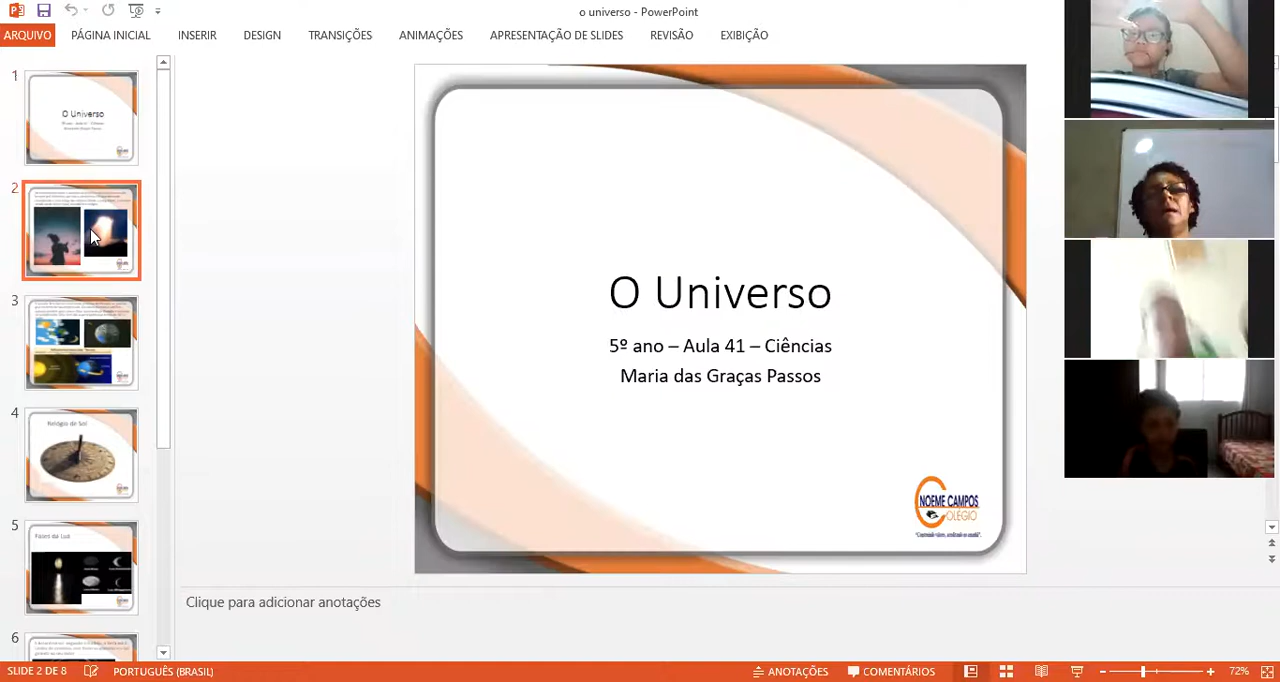 o universo - PowerPoint
ARQUIVO PÁGINA INICIAL INSERIR DESIGN TRANSIÇÕES ANIMAÇÕES APRESENTAÇÃO DE SLIDES REVISÃO EXIBIÇÃO
1
O Universo
2
3
4
Relógio de Sol
5
Fases da Lua
6
O Universo
5º ano – Aula 41 – Ciências
Maria das Graças Passos
NOEME CAMPOS
COLÉGIO
Clique para adicionar anotações
SLIDE 2 DE 8 PORTUGUÊS (BRASIL) ANOTAÇÕES COMENTÁRIOS 72%